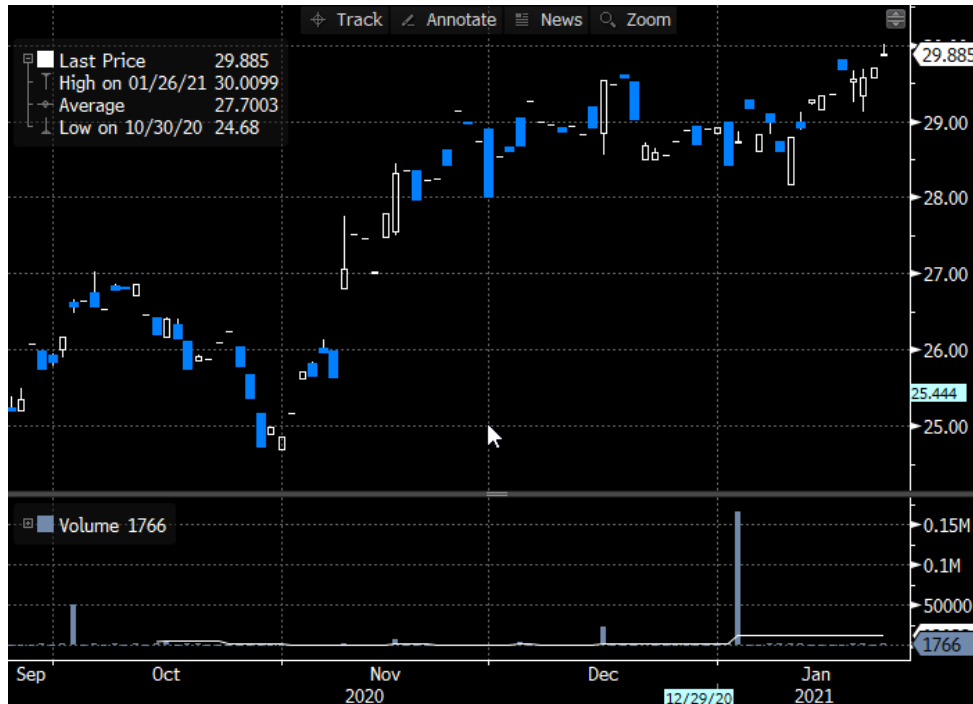 Track Annotate News Zoom
Last Price 29.885
High on 01/26/21 30.0099
Average 27.7003
Low on 10/30/20 24.68
29.885
29.00
28.00
27.00
26.00
25.444
25.00
Volume 1766
0.15M
0.1M
50000
1766
Sep Oct Nov Dec Jan
2020 12/29/20 2021